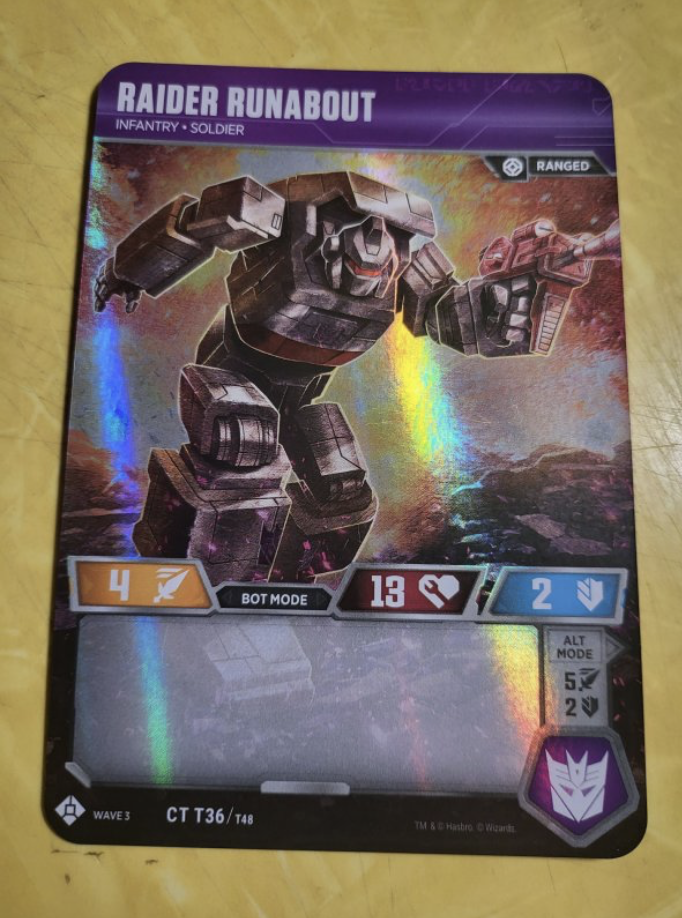 RAIDER RUNABOUT
INFANTRY • SOLDIER
RANGED
4
BOT MODE
13
2
ALT
MODE
5
2
WAVE 3
CT T36/T48
TM & © Hasbro. © Wizards.